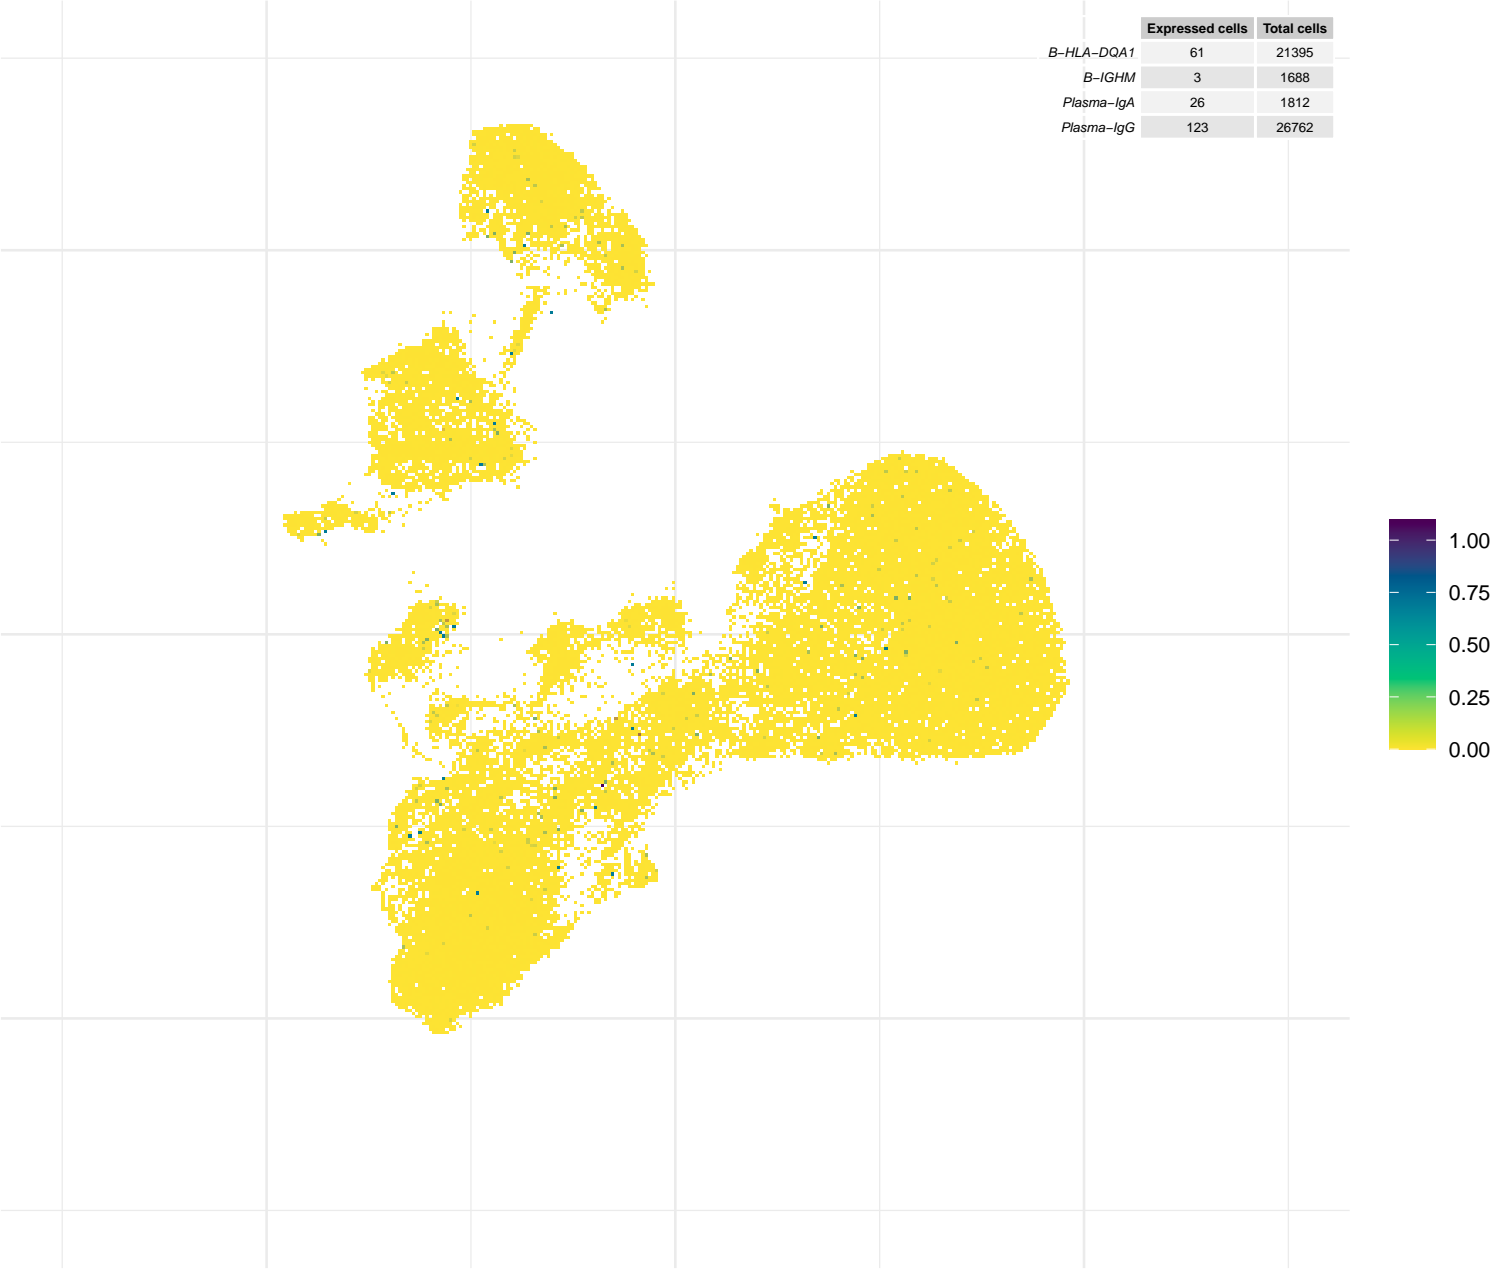 Expressed cells Total cells
B−HLA−DQA1 61 21395
B−IGHM 3 1688
Plasma−IgA 26 1812
Plasma−IgG 123 26762
1.00
0.75
0.50
0.25
0.00